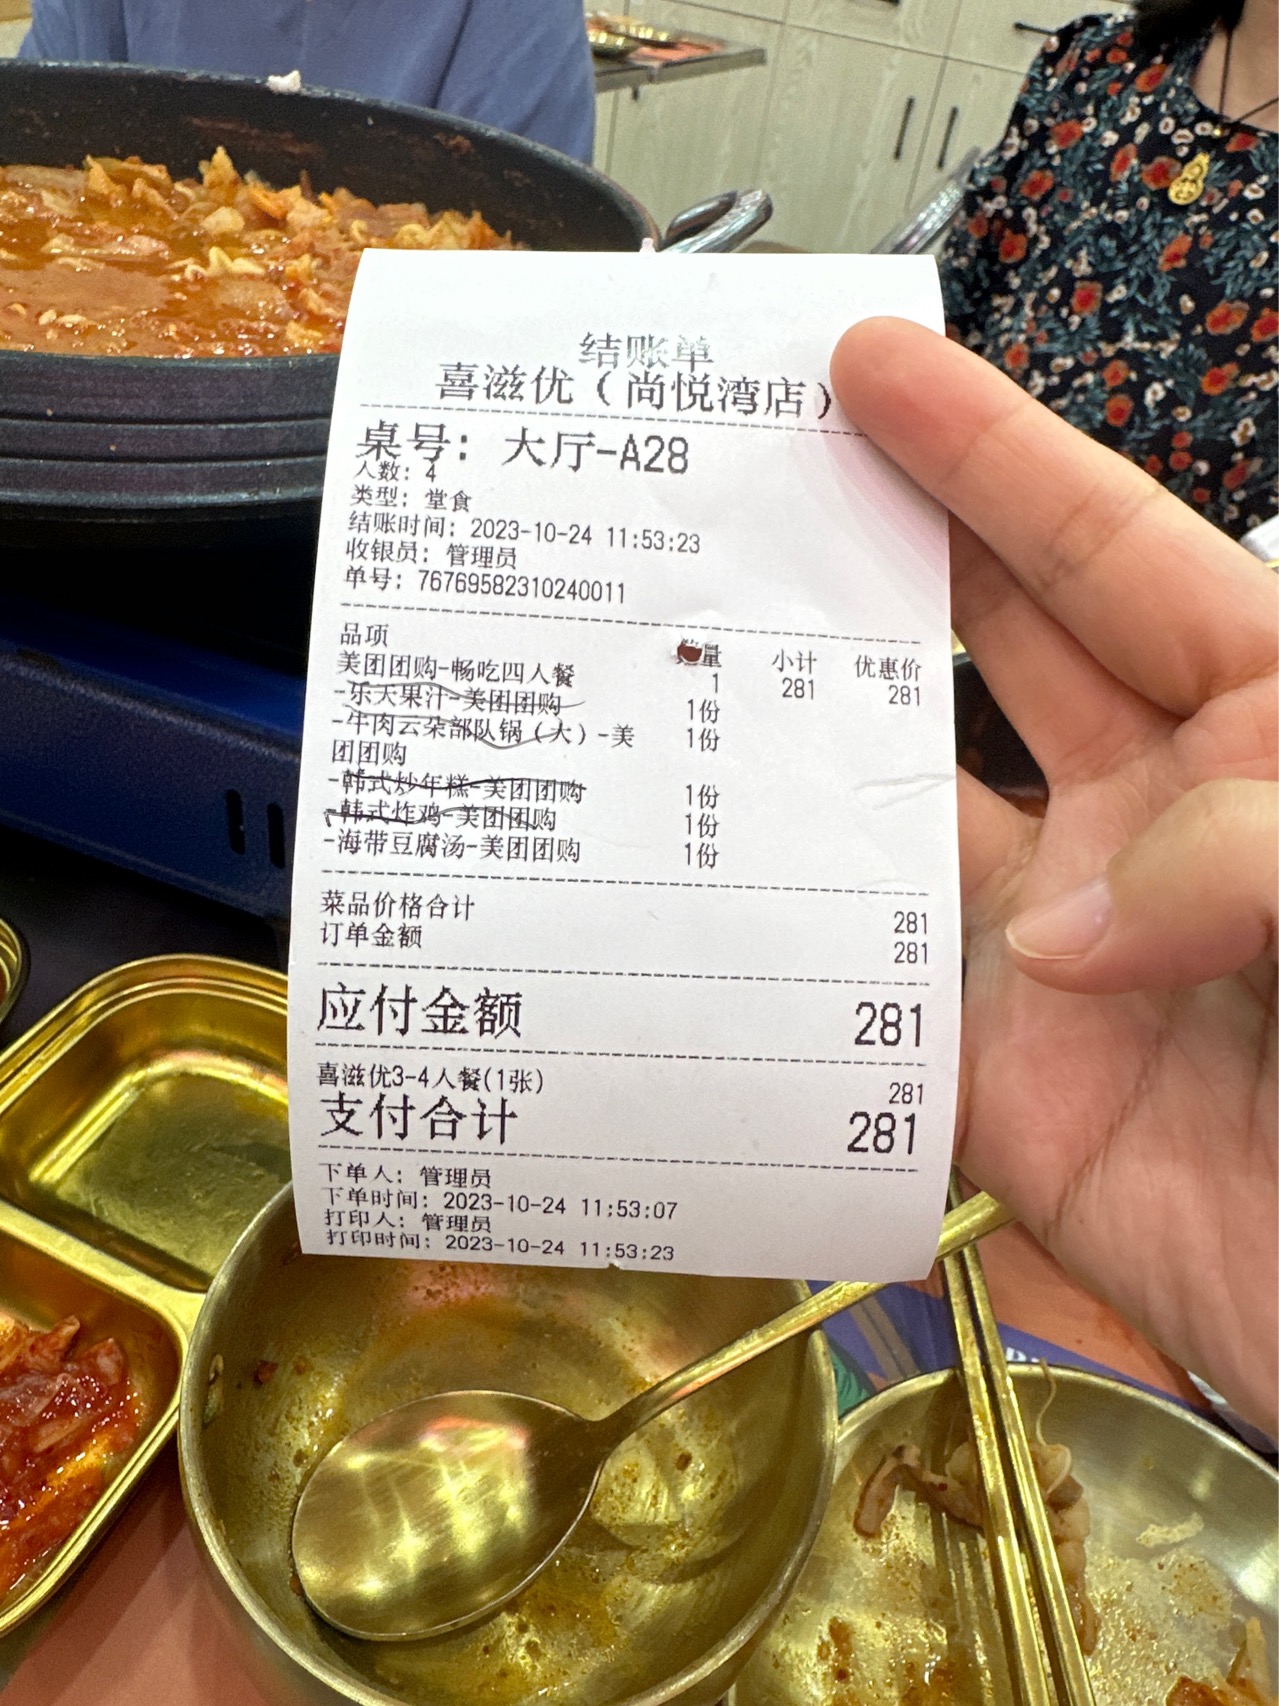 结账单
喜滋优（尚悦湾店）
桌号：大厅-A28
人数：4
类型：堂食
结账时间：2023-10-24 11:53:23
收银员：管理员
单号：76769582310240011
品项 量 小计 优惠价
美团团购-畅吃四人餐 1 281 281
-乐天果汁-美团团购 1份
-牛肉云朵部队锅（大）-美 1份
团团购
-韩式炒年糕-美团团购 1份
-韩式炸鸡-美团团购 1份
-海带豆腐汤-美团团购 1份
菜品价格合计 281
订单金额 281
应付金额 281
喜滋优3-4人餐(1张) 281
支付合计 281
下单人：管理员
下单时间：2023-10-24 11:53:07
打印人：管理员
打印时间：2023-10-24 11:53:23